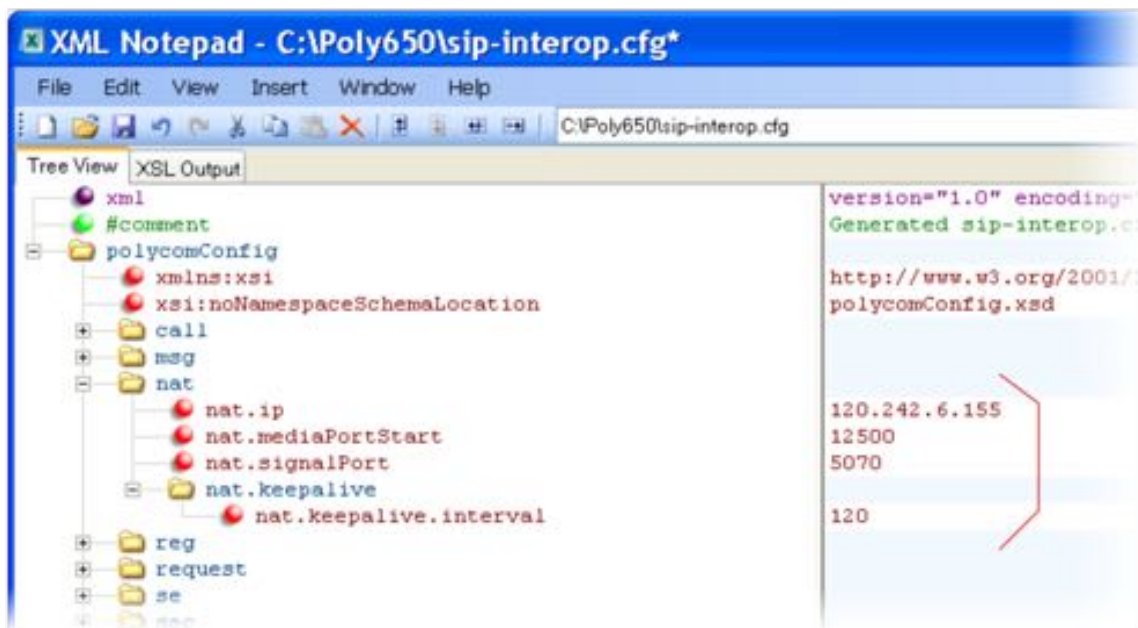 XML Notepad - C:\Poly650\sip-interop.cfg*
File Edit View Insert Window Help
C:\Poly650\sip-interop.cfg
Tree View XSL Output
xml version="1.0" encoding=
#comment Generated sip-interop.c
polycomConfig
xmlns:xsi http://www.w3.org/2001/
xsi:noNamespaceSchemaLocation polycomConfig.xsd
call
msg
nat
nat.ip 120.242.6.155
nat.mediaPortStart 12500
nat.signalPort 5070
nat.keepalive
nat.keepalive.interval 120
reg
request
se